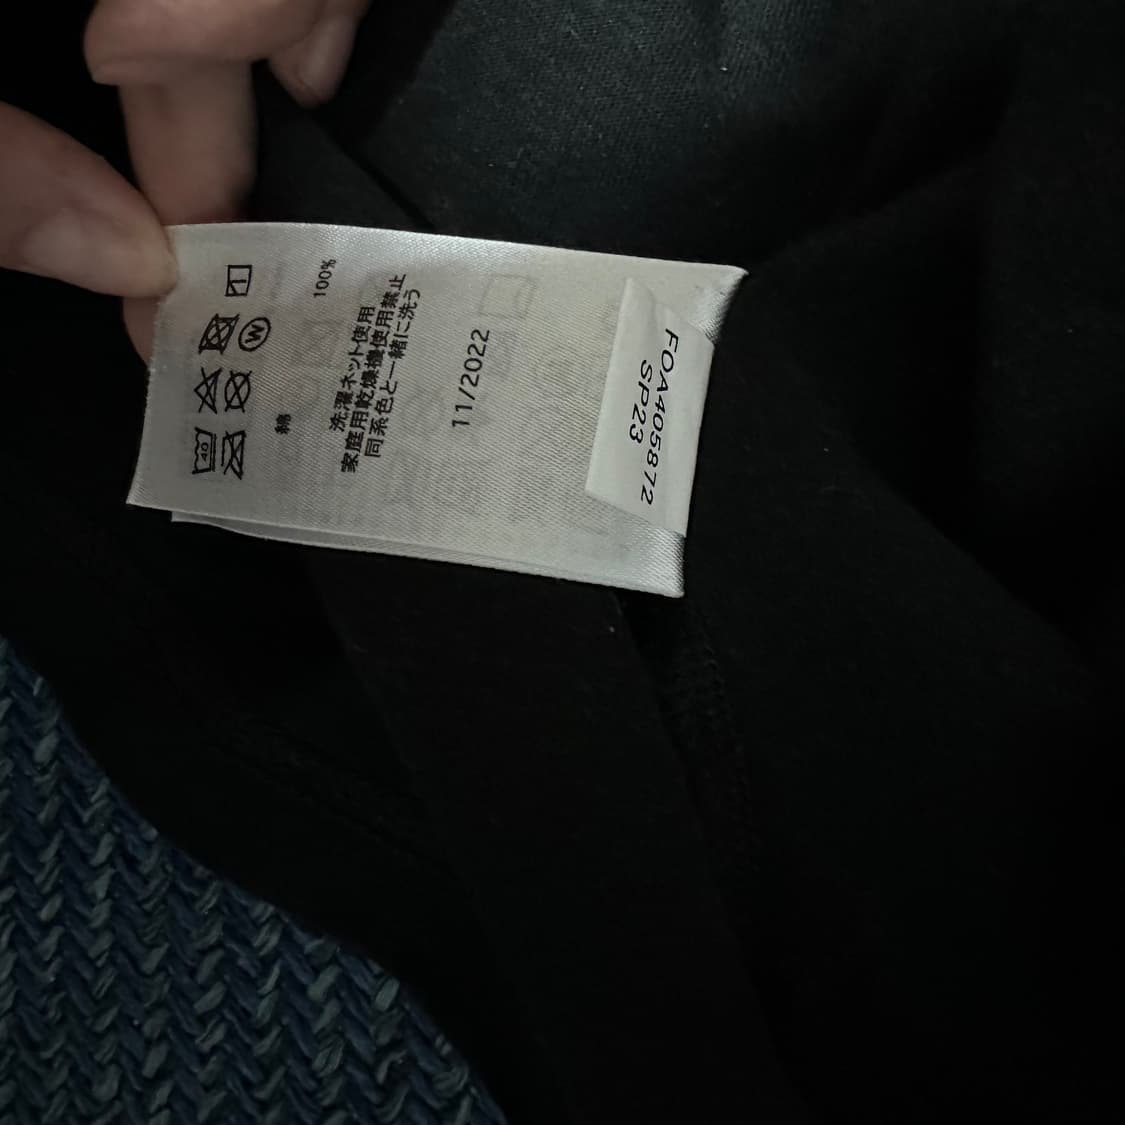 40
W
綿 100%
洗濯ネット使用
家庭用乾燥機使用禁止
同系色と一緒に洗う
11/2022
FOA405872
SP23